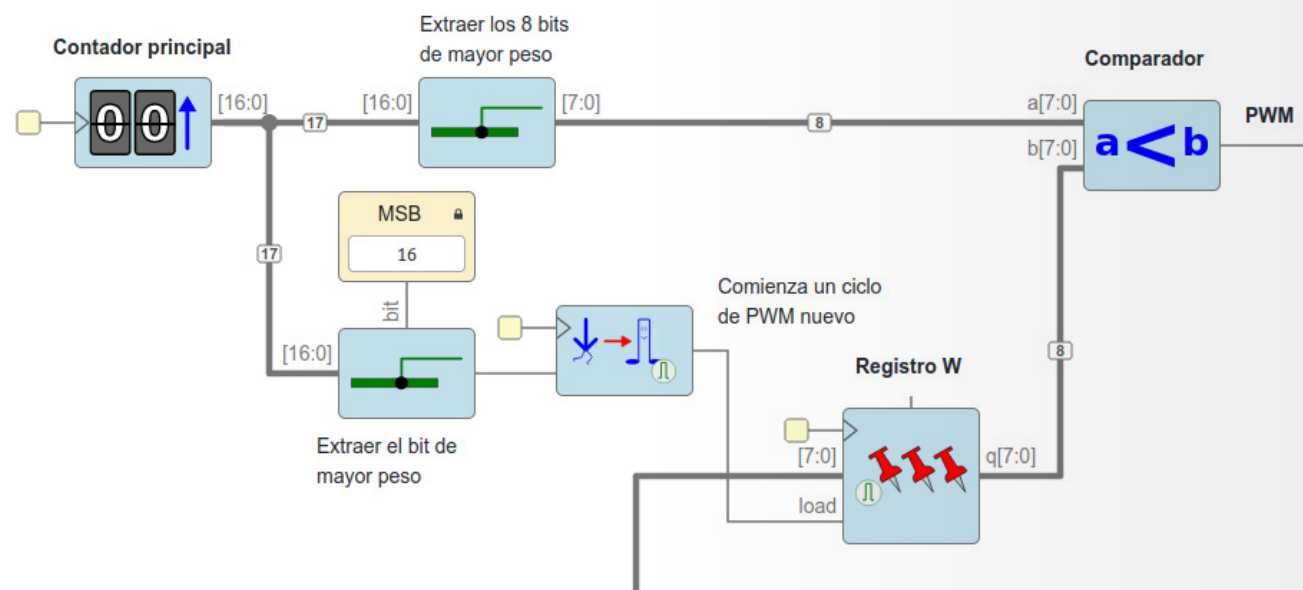 Contador principal
00
[16:0]
17
[16:0]
Extraer los 8 bits
de mayor peso
[7:0]
8
Comparador
a[7:0]
b[7:0]
a<b
PWM
17
MSB
16
bit
[16:0]
Extraer el bit de
mayor peso
Comienza un ciclo
de PWM nuevo
Registro W
[7:0]
load
q[7:0]
8